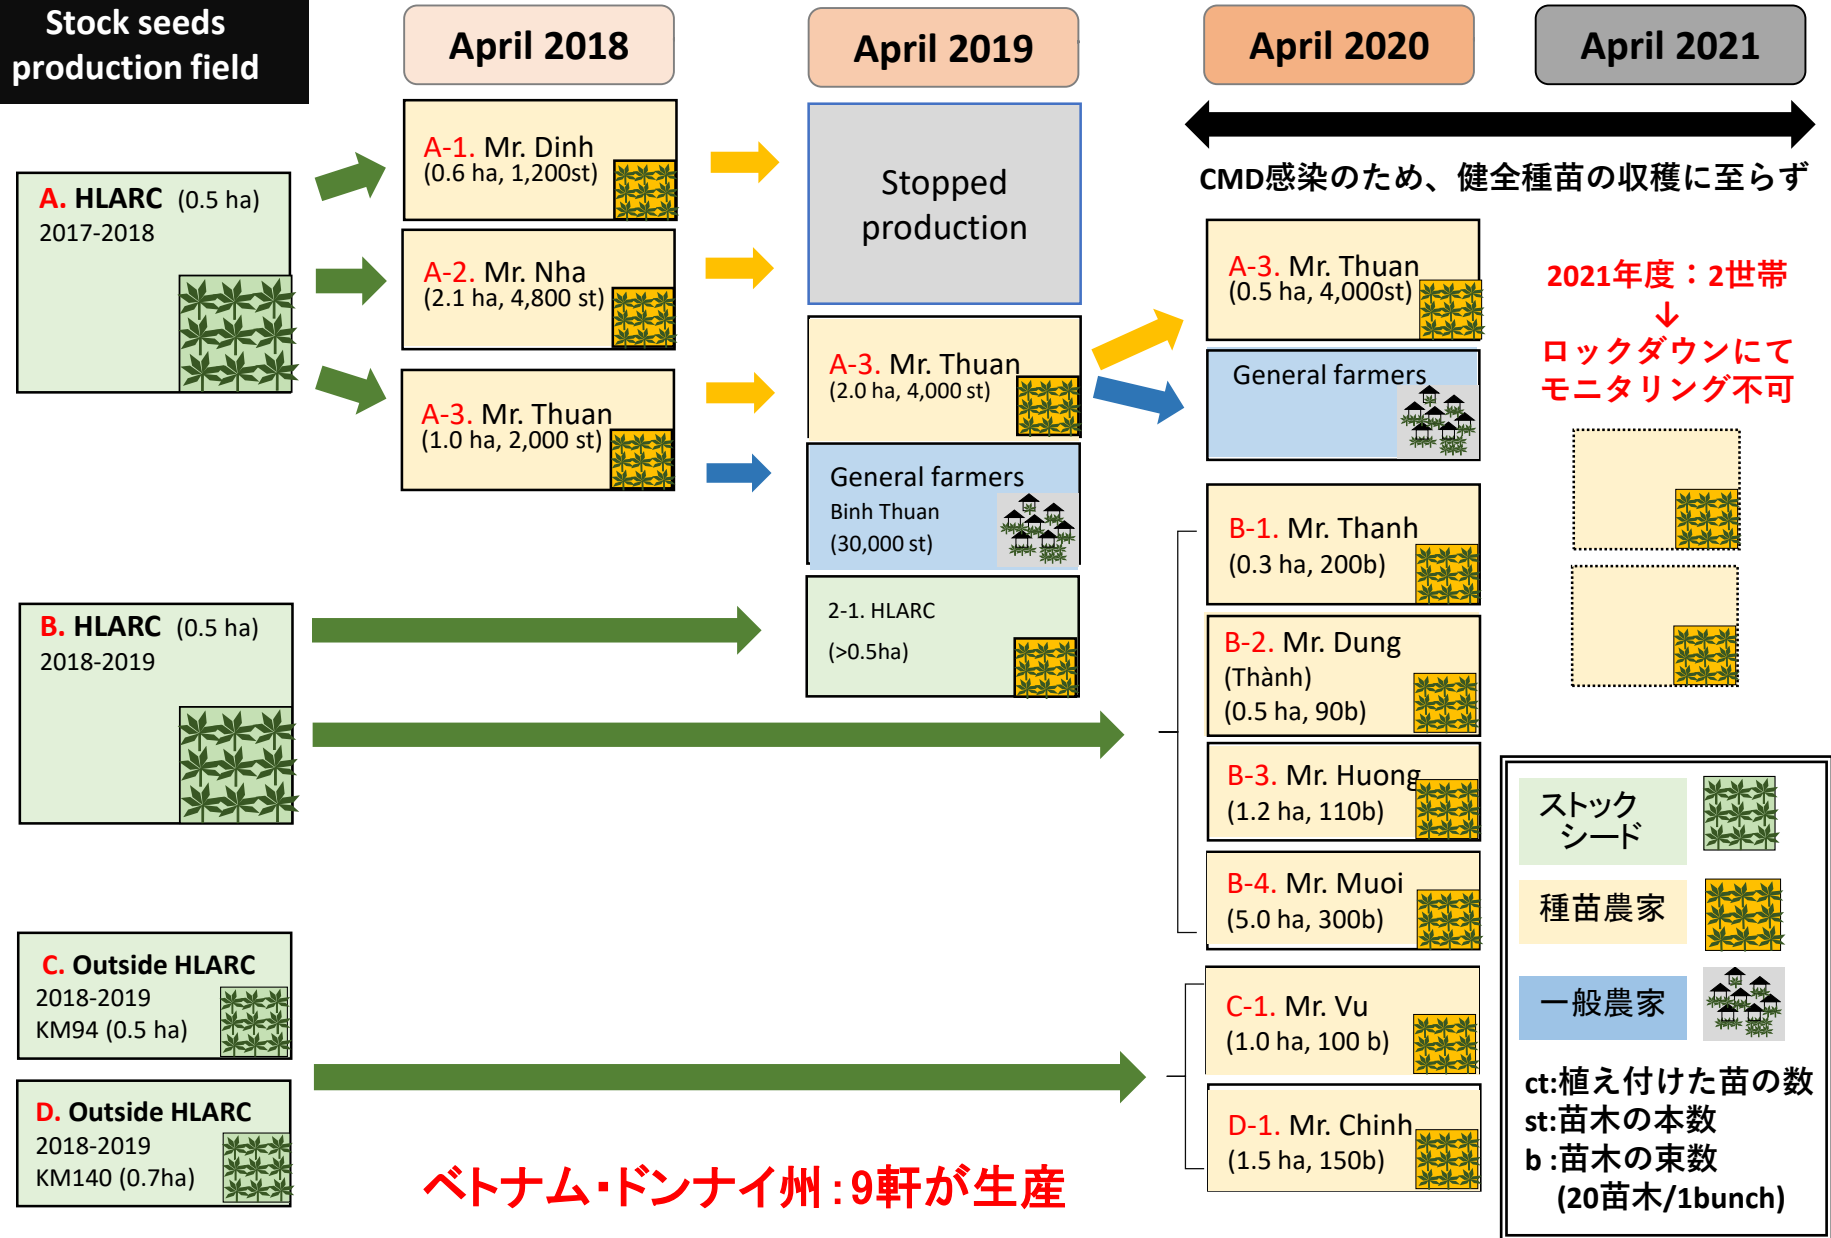 Stock seeds
production field
April 2018
April 2019
April 2020
April 2021
A. HLARC (0.5 ha)
2017-2018
A-1. Mr. Dinh
(0.6 ha, 1,200st)
A-2. Mr. Nha
(2.1 ha, 4,800 st)
A-3. Mr. Thuan
(1.0 ha, 2,000 st)
Stopped
production
A-3. Mr. Thuan
(2.0 ha, 4,000 st)
General farmers
Binh Thuan
(30,000 st)
CMD感染のため、健全種苗の収穫に至らず
A-3. Mr. Thuan
(0.5 ha, 4,000st)
General farmers
2021年度：2世帯
↓
ロックダウンにて
モニタリング不可
B. HLARC (0.5 ha)
2018-2019
2-1. HLARC
(>0.5ha)
B-1. Mr. Thanh
(0.3 ha, 200b)
B-2. Mr. Dung
(Thành)
(0.5 ha, 90b)
B-3. Mr. Huong
(1.2 ha, 110b)
B-4. Mr. Muoi
(5.0 ha, 300b)
C. Outside HLARC
2018-2019
KM94 (0.5 ha)
D. Outside HLARC
2018-2019
KM140 (0.7ha)
C-1. Mr. Vu
(1.0 ha, 100 b)
D-1. Mr. Chinh
(1.5 ha, 150b)
ベトナム・ドンナイ州：9軒が生産
ストック
シード
種苗農家
一般農家
ct:植え付けた苗の数
st:苗木の本数
b :苗木の束数
(20苗木/1bunch)